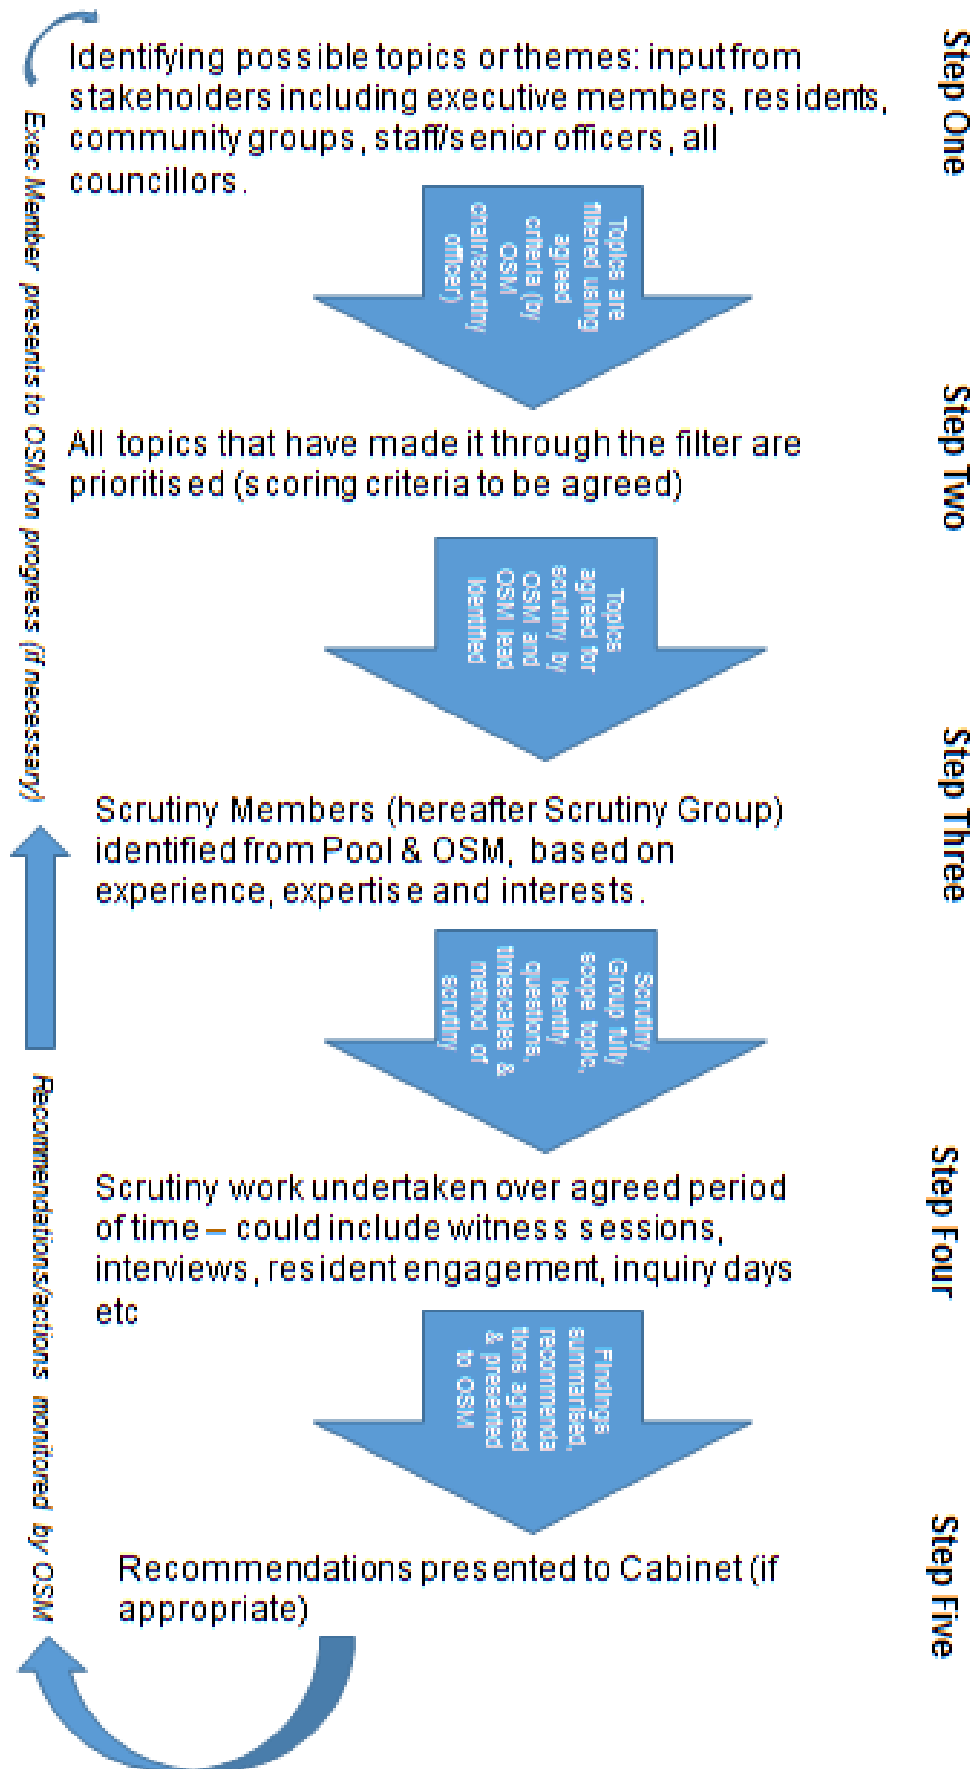 Step One
Identifying possible topics or themes: input from
stakeholders including executive members, residents,
community groups, staff/senior officers, all
councillors.
Topics are
filtered using
agreed
criteria (by
OSM
chair/scrutiny
officer)
Step Two
All topics that have made it through the filter are
prioritised (scoring criteria to be agreed)
Topics
agreed for
scrutiny by
OSM and
OSM lead
identified
Step Three
Scrutiny Members (hereafter Scrutiny Group)
identified from Pool & OSM, based on
experience, expertise and interests.
Scrutiny
Group fully
scope topic,
identify
questions,
timescales &
method of
scrutiny
Step Four
Scrutiny work undertaken over agreed period
of time – could include witness sessions,
interviews, resident engagement, inquiry days
etc
Findings
summarised,
recommenda
tions agreed
& presented
to OSM
Step Five
Recommendations presented to Cabinet (if
appropriate)
Recommendations/actions monitored by OSM
Exec Member presents to OSM on progress (if necessary)